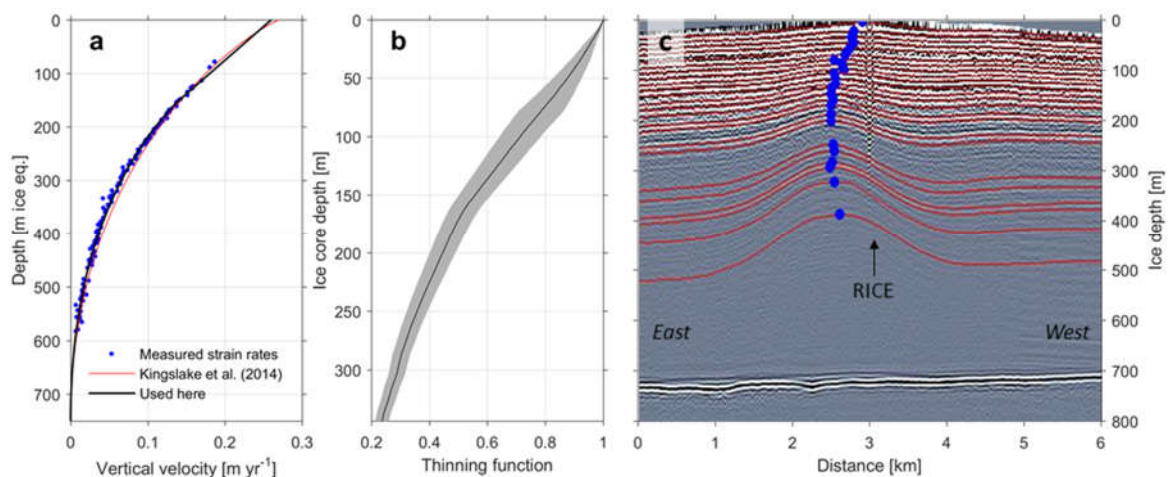 a
b
c
Depth [m ice eq.]
0
100
200
300
400
500
600
700
Measured strain rates
Kingslake et al. (2014)
Used here
0
0.1
0.2
0.3
Vertical velocity [m yr⁻¹]
Ice core depth [m]
0
50
100
150
200
250
300
0.2
0.4
0.6
0.8
1
Thinning function
RICE
East
West
0
1
2
3
4
5
6
Distance [km]
0
100
200
300
400
500
600
700
800
Ice depth [m]